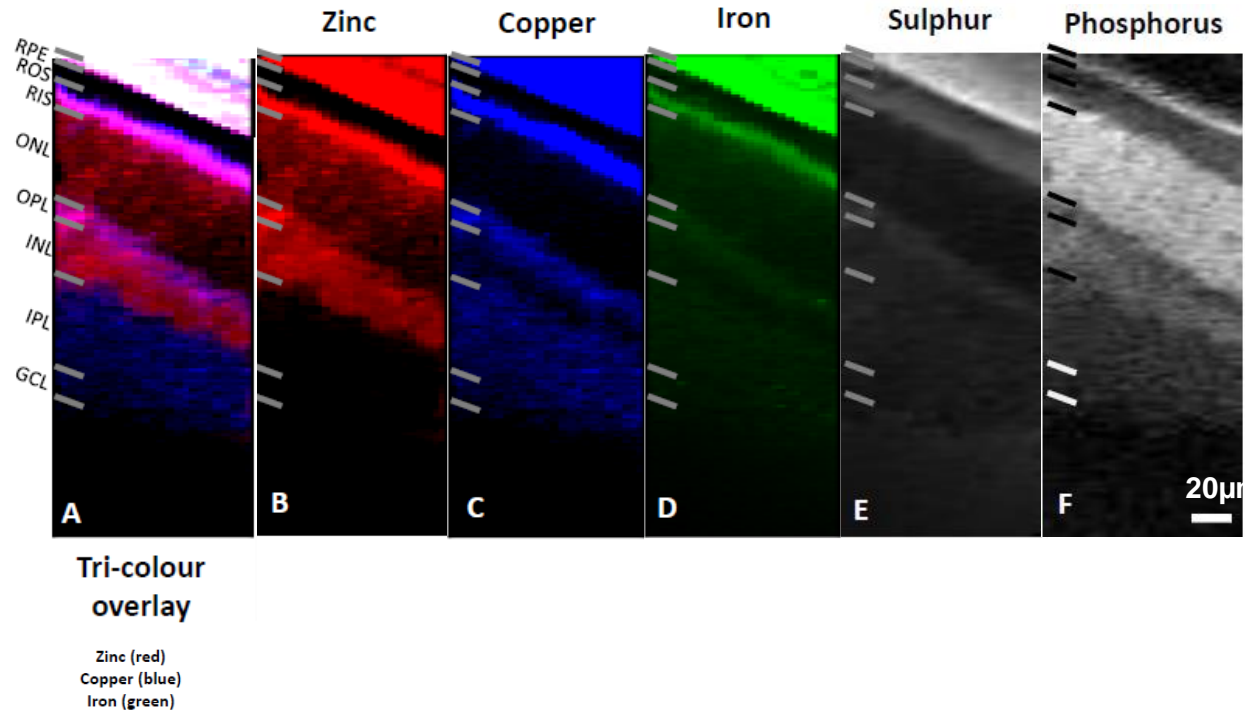 Zinc
Copper
Iron
Sulphur
Phosphorus
RPE
ROS
RIS
ONL
OPL
INL
IPL
GCL
A
B
C
D
E
F
20µ
Tri-colour
overlay
Zinc (red)
Copper (blue)
Iron (green)